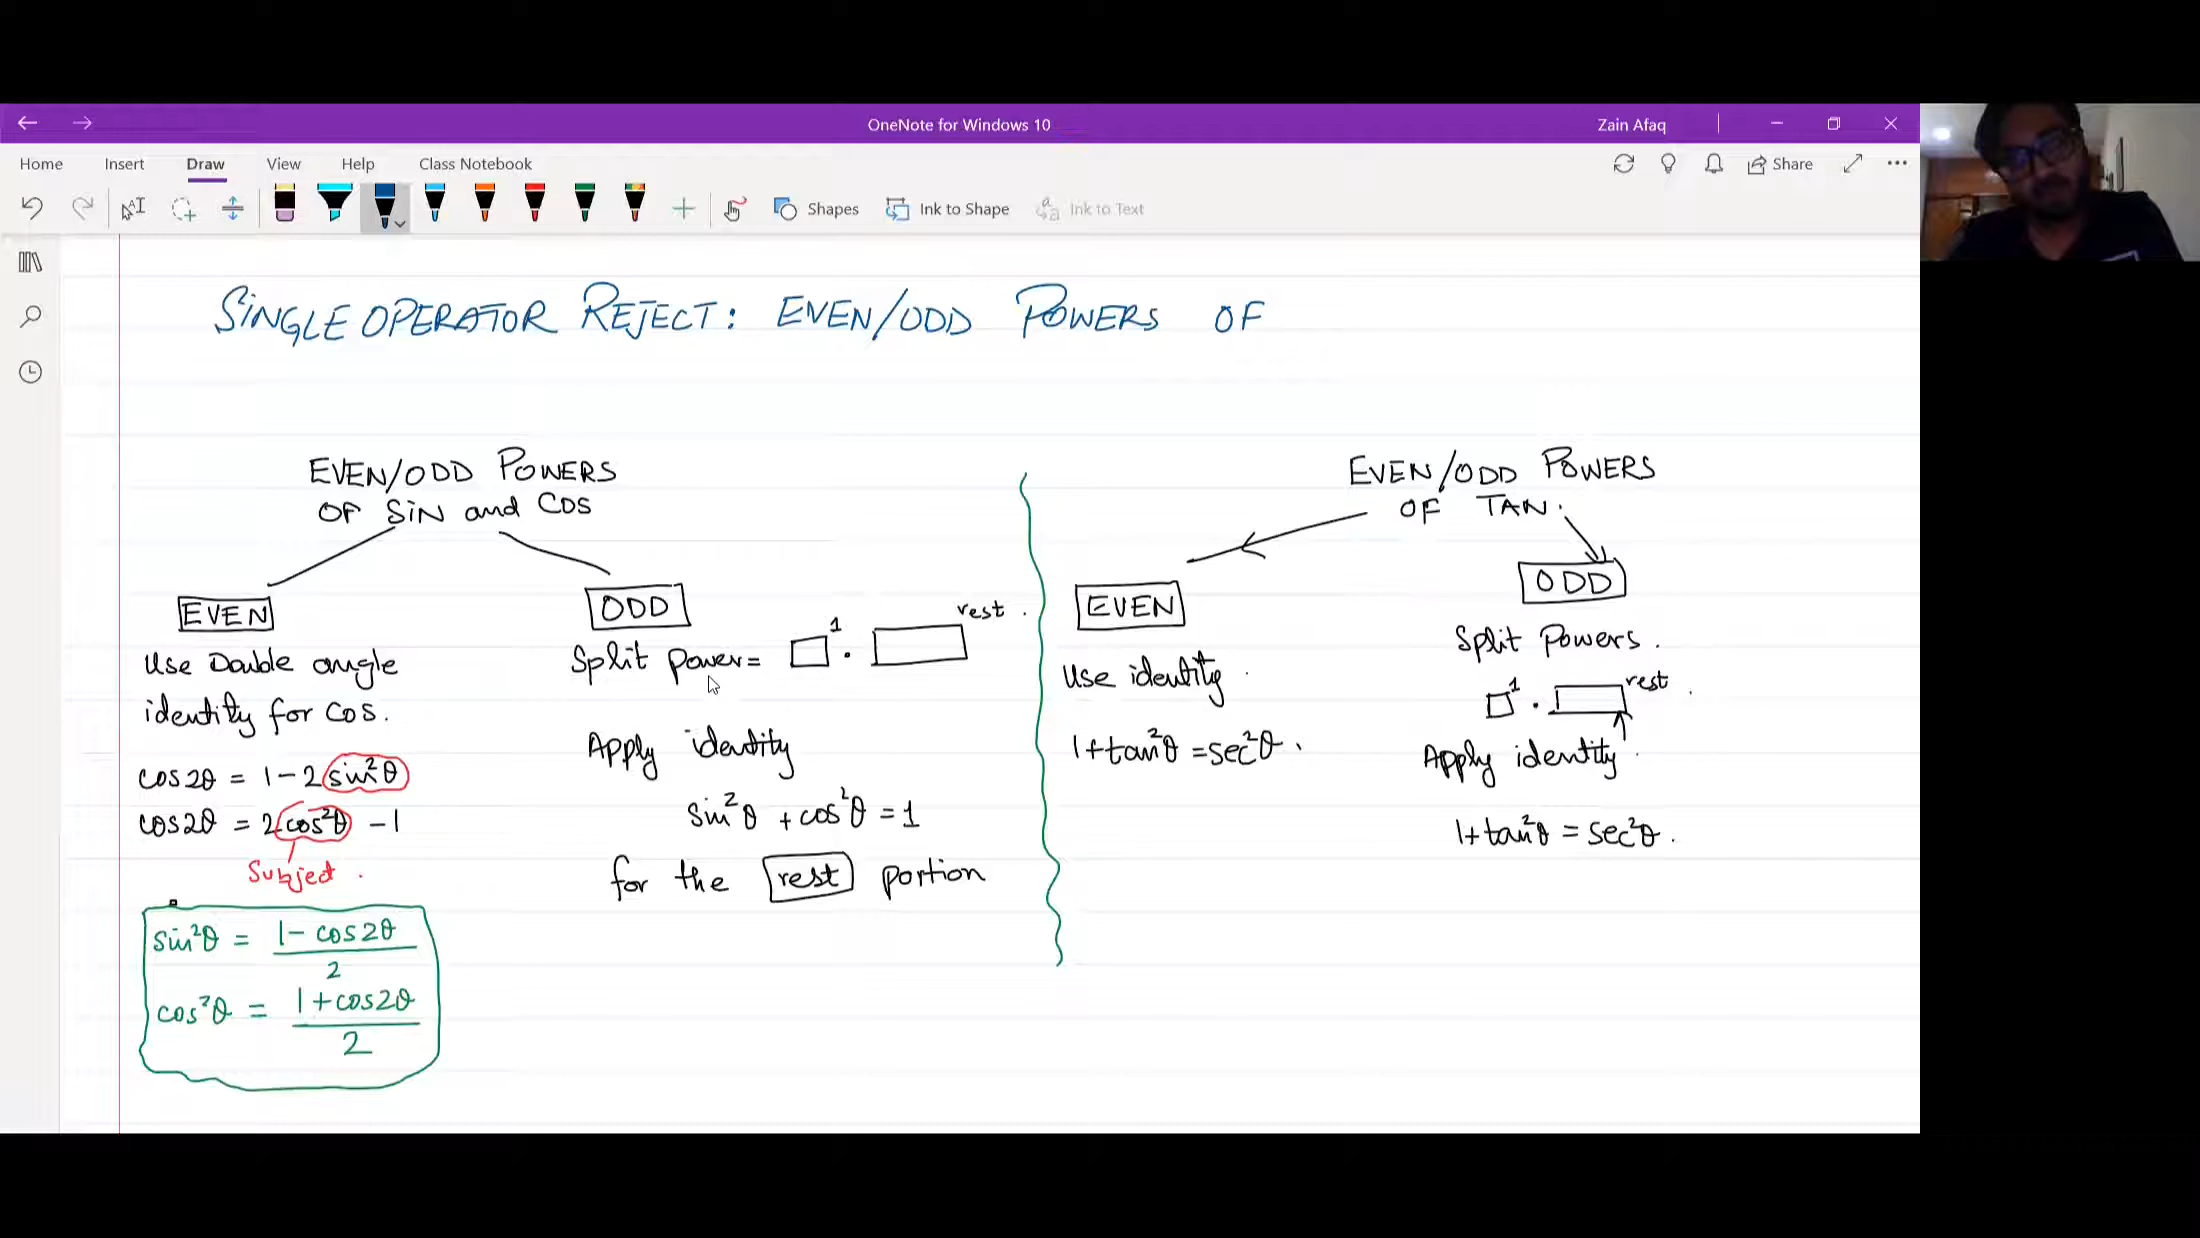 OneNote for Windows 10
Zain Afaq
Home Insert Draw View Help Class Notebook
Share
Shapes Ink to Shape Ink to Text
SINGLE OPERATOR REJECT: EVEN/ODD POWERS OF
EVEN/ODD POWERS
OF SIN and COS
EVEN
Use Double angle
identity for cos.
cos2θ = 1 - 2 sin²θ
cos2θ = 2 cos²θ - 1
Subject.
sin²θ = (1 - cos2θ)/2
cos²θ = (1 + cos2θ)/2
ODD
Split power = □¹ . □ rest.
Apply identity
sin²θ + cos²θ = 1
for the rest portion
EVEN/ODD POWERS
OF TAN.
EVEN
Use identity.
1 + tan²θ = sec²θ.
ODD
Split Powers.
□¹ . □ rest.
Apply identity.
1 + tan²θ = sec²θ.